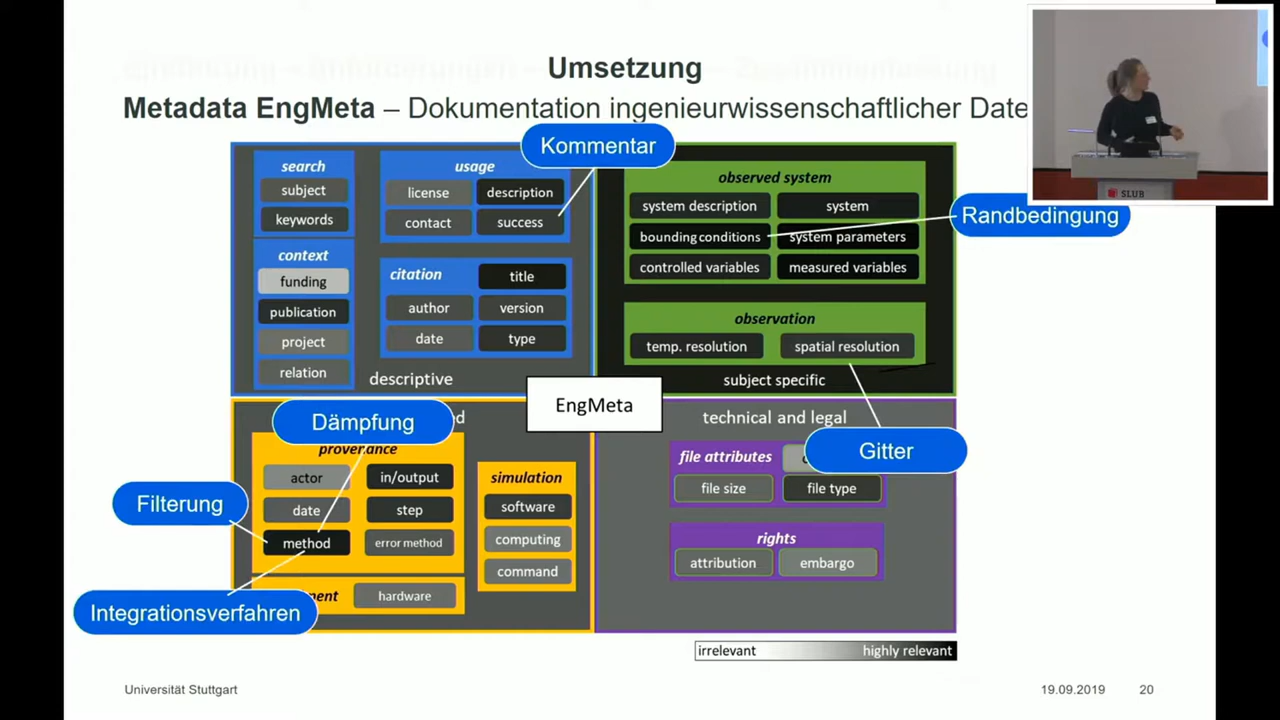 Umsetzung
Metadata EngMeta – Dokumentation ingenieurwissenschaftlicher Date
Kommentar
search
subject
keywords
context
funding
publication
project
relation
usage
license
description
contact
success
citation
title
author
version
date
type
descriptive
observed system
system description
system
bounding conditions
system parameters
controlled variables
measured variables
Randbedingung
observation
temp. resolution
spatial resolution
subject specific
EngMeta
Dämpfung
provenance
actor
in/output
date
step
method
error method
Filterung
Integrationsverfahren
hardware
simulation
software
computing
command
technical and legal
Gitter
file attributes
file size
file type
rights
attribution
embargo
irrelevant
highly relevant
SLUB
Universität Stuttgart
19.09.2019
20